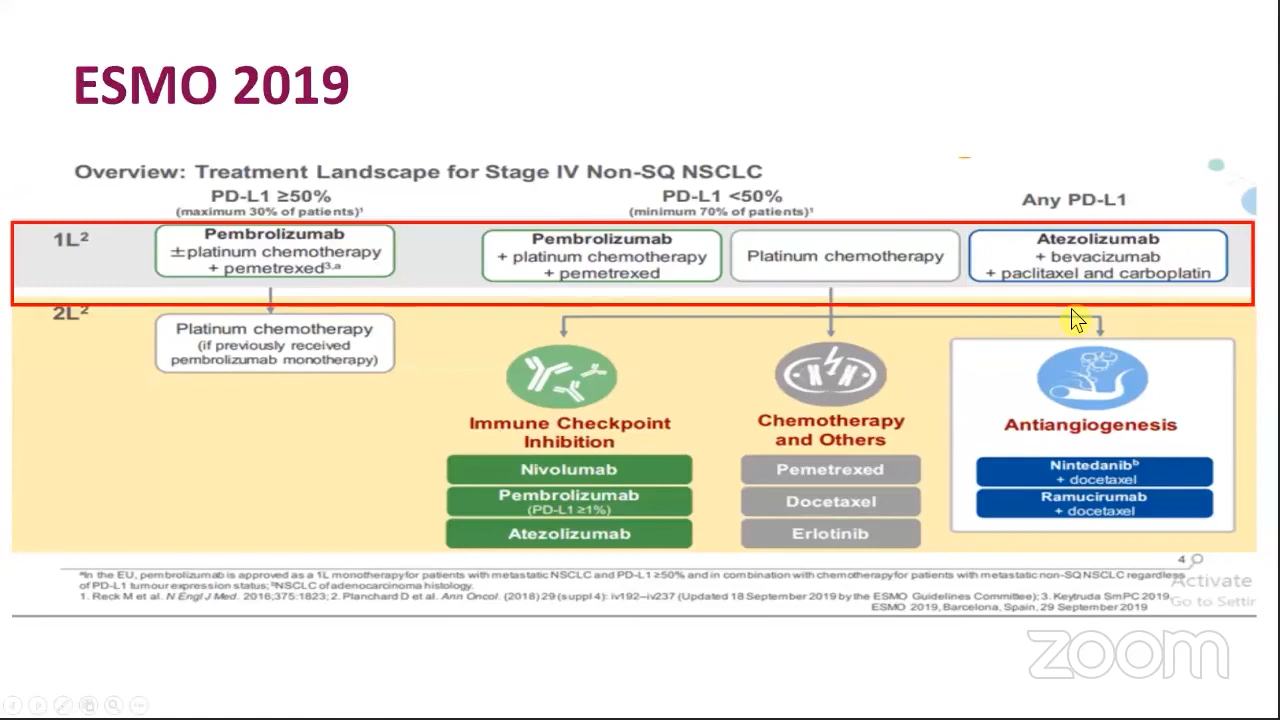 ESMO 2019
Overview: Treatment Landscape for Stage IV Non-SQ NSCLC
PD-L1 ≥50%
(maximum 30% of patients)¹
PD-L1 <50%
(minimum 70% of patients)¹
Any PD-L1
1L²
Pembrolizumab
±platinum chemotherapy
+ pemetrexed³,ᵃ
Pembrolizumab
+ platinum chemotherapy
+ pemetrexed
Platinum chemotherapy
Atezolizumab
+ bevacizumab
+ paclitaxel and carboplatin
2L²
Platinum chemotherapy
(if previously received
pembrolizumab monotherapy)
Immune Checkpoint
Inhibition
Nivolumab
Pembrolizumab
(PD-L1 ≥1%)
Atezolizumab
Chemotherapy
and Others
Pemetrexed
Docetaxel
Erlotinib
Antiangiogenesis
Nintedanibᵇ
+ docetaxel
Ramucirumab
+ docetaxel
4
ᵃIn the EU, pembrolizumab is approved as a 1L monotherapy for patients with metastatic NSCLC and PD-L1 ≥50% and in combination with chemotherapy for patients with metastatic non-SQ NSCLC regardless
of PD-L1 tumour expression status; ᵇNSCLC of adenocarcinoma histology.
1. Reck M et al. N Engl J Med. 2016;375:1823; 2. Planchard D et al. Ann Oncol. (2018) 29 (suppl 4): iv192–iv237 (Updated 18 September 2019 by the ESMO Guidelines Committee); 3. Keytruda SmPC 2019.
ESMO 2019, Barcelona, Spain, 29 September 2019
Activate
Go to Settin
zoom